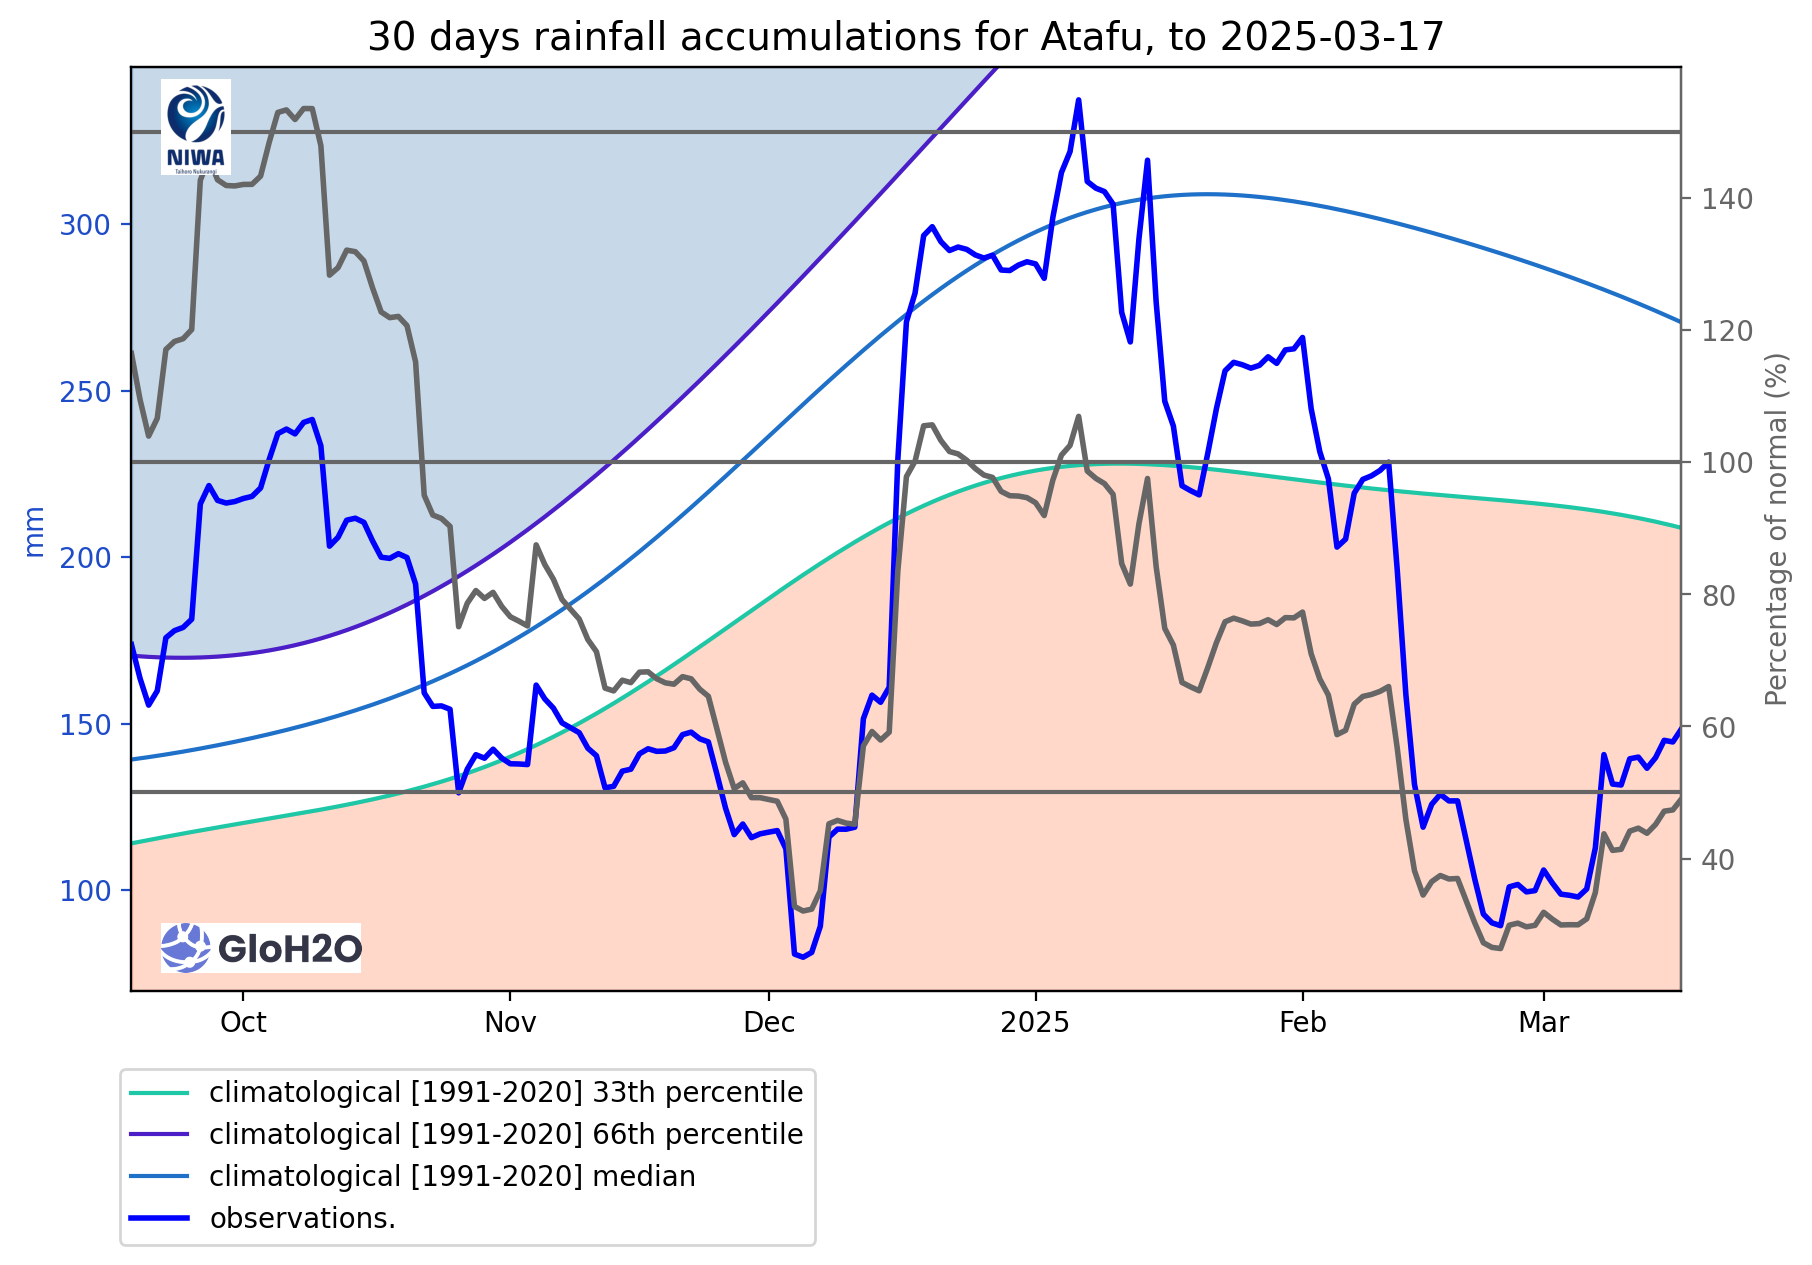 30 days rainfall accumulations for Atafu, to 2025-03-17
NIWA
Taihoro Nukurangi
300
250
200
150
100
mm
140
120
100
80
60
40
Percentage of normal (%)
GloH2O
Oct
Nov
Dec
2025
Feb
Mar
climatological [1991-2020] 33th percentile
climatological [1991-2020] 66th percentile
climatological [1991-2020] median
observations.